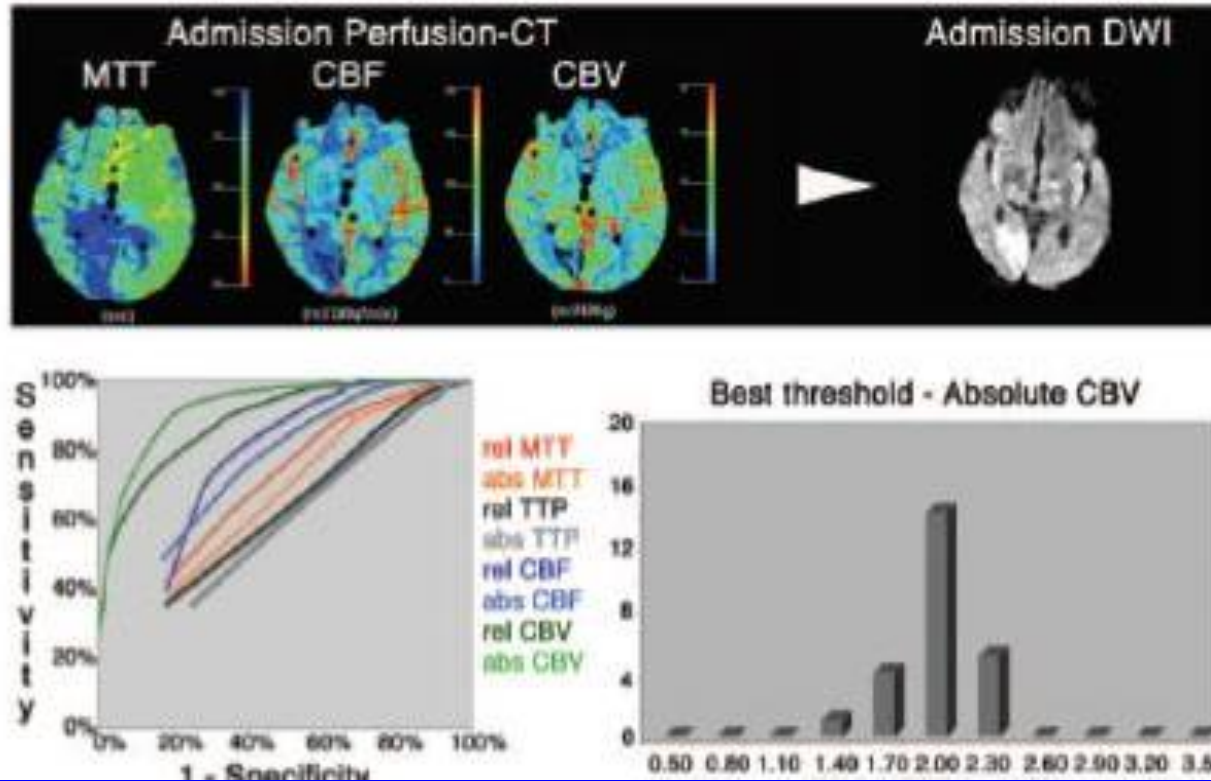 Admission Perfusion-CT
Admission DWI
MTT
CBF
CBV
Sensitivity
100%
80%
60%
40%
20%
0%
0% 20% 40% 60% 80% 100%
1 - Specificity
rel MTT
abs MTT
rel TTP
abs TTP
rel CBF
abs CBF
rel CBV
abs CBV
Best threshold - Absolute CBV
20
16
12
8
4
0
0.50 0.80 1.10 1.40 1.70 2.00 2.30 2.60 2.90 3.20